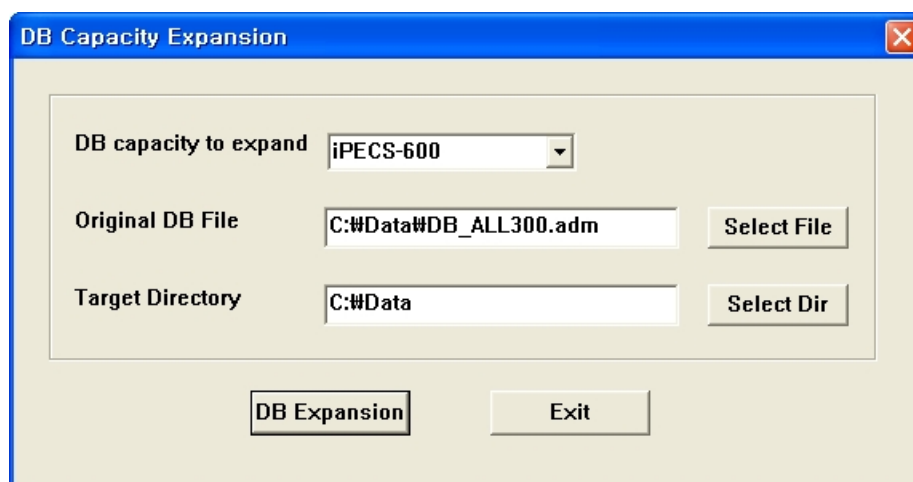 DB Capacity Expansion
DB capacity to expand iPECS-600
Original DB File C:₩Data₩DB_ALL300.adm Select File
Target Directory C:₩Data Select Dir
DB Expansion Exit